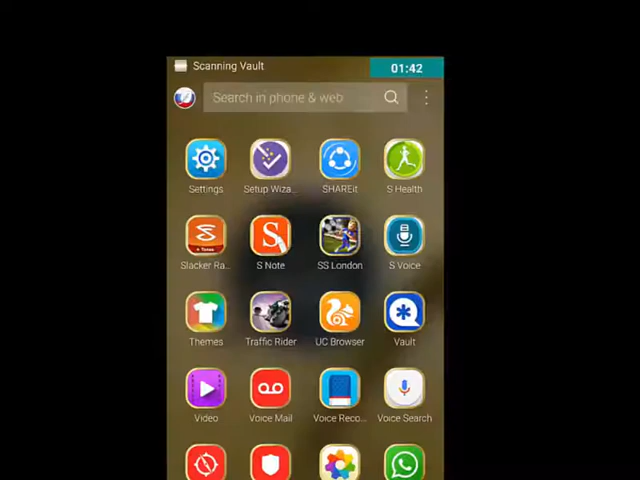 Scanning Vault
01:42
Search in phone & web
Settings
Setup Wiza...
SHAREit
S Health
Slacker Ra...
S Note
SS London
S Voice
Themes
Traffic Rider
UC Browser
Vault
Video
Voice Mail
Voice Reco...
Voice Search